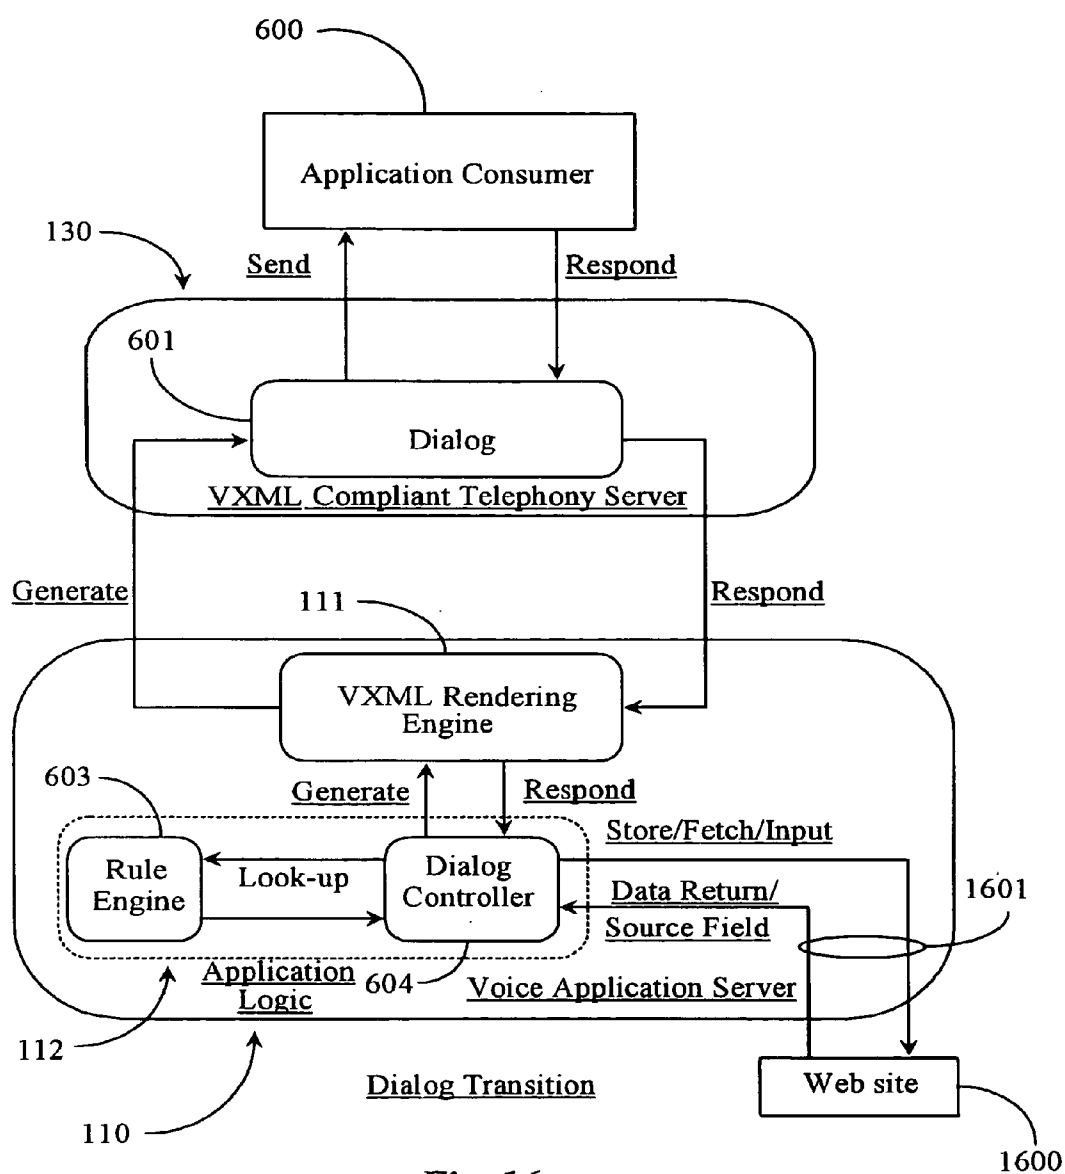 600
Application Consumer
130
Send
Respond
601
Dialog
VXML Compliant Telephony Server
Generate
Respond
111
VXML Rendering
Engine
603
Generate
Respond
Store/Fetch/Input
Rule
Engine
Look-up
Dialog
Controller
Data Return/
Source Field
1601
Application
Logic
604
Voice Application Server
112
Web site
Dialog Transition
110
1600